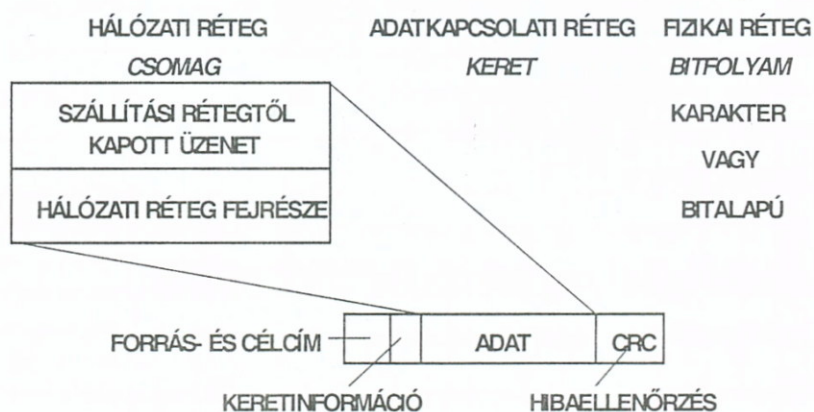 HÁLÓZATI RÉTEG ADATKAPCSOLATI RÉTEG FIZIKAI RÉTEG
CSOMAG KERET BITFOLYAM
SZÁLLÍTÁSI RÉTEGTŐL
KAPOTT ÜZENET
KARAKTER
VAGY
HÁLÓZATI RÉTEG FEJRÉSZE
BITALAPÚ
FORRÁS- ÉS CÉLCÍM ADAT CRC
KERETINFORMÁCIÓ HIBAELLENŐRZÉS